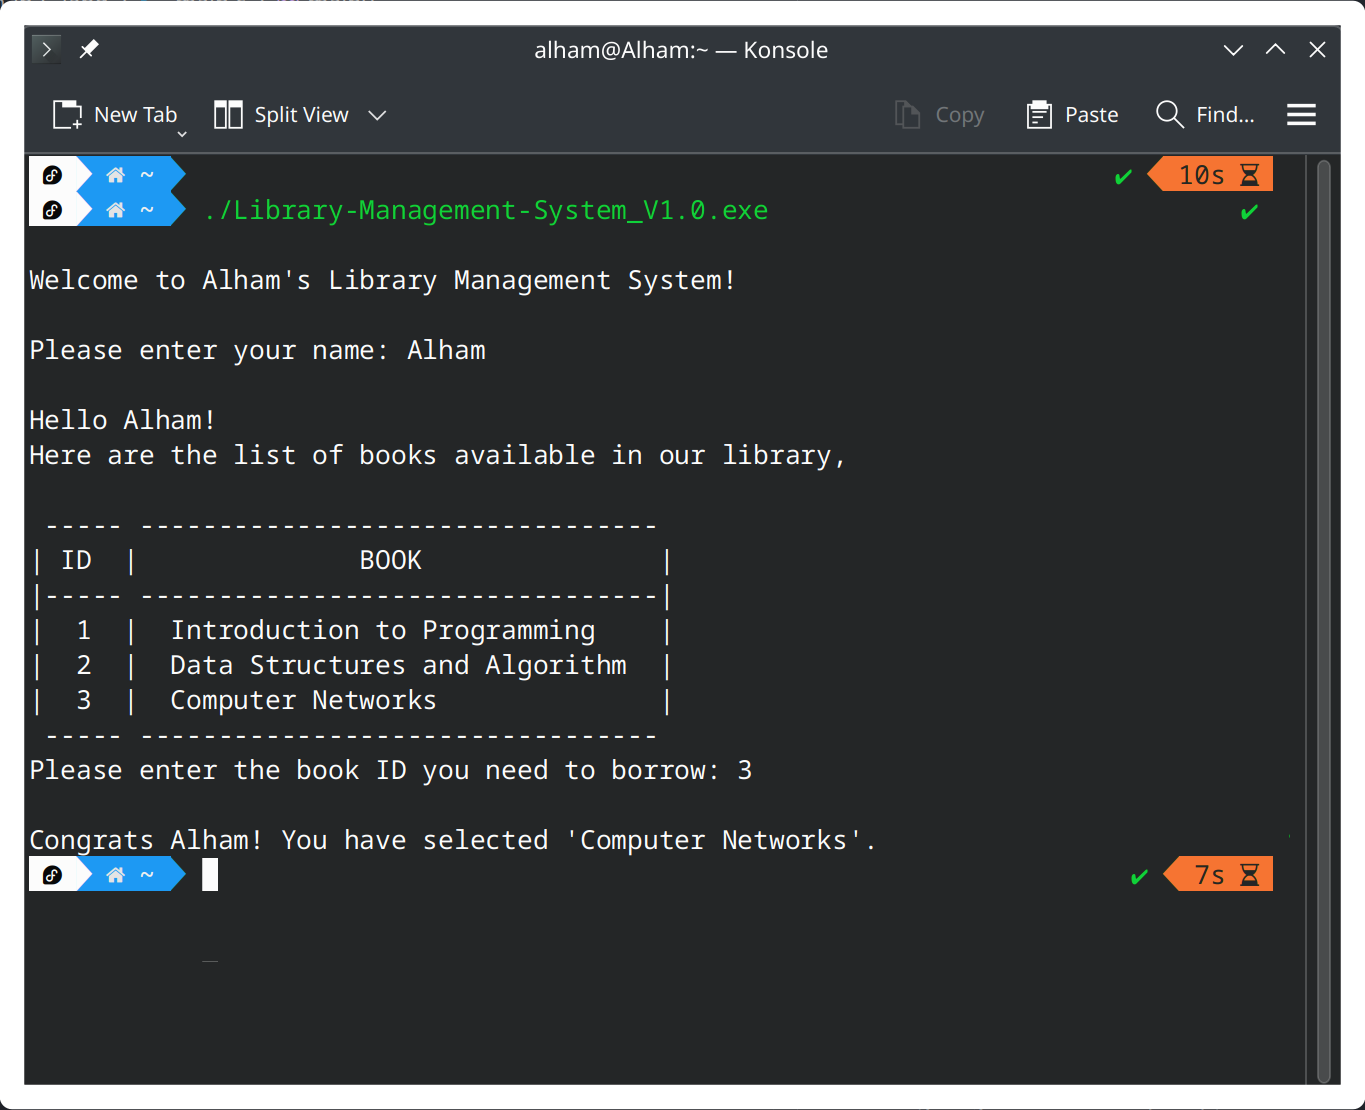 alham@Alham:~ — Konsole
New Tab Split View Copy Paste Find...
~ ✔ 10s
~ ./Library-Management-System_V1.0.exe ✔
Welcome to Alham's Library Management System!
Please enter your name: Alham
Hello Alham!
Here are the list of books available in our library,
 ----- ---------------------------------
| ID  |              BOOK               |
|----- ---------------------------------|
|  1  |  Introduction to Programming    |
|  2  |  Data Structures and Algorithm  |
|  3  |  Computer Networks              |
 ----- ---------------------------------
Please enter the book ID you need to borrow: 3
Congrats Alham! You have selected 'Computer Networks'.
~ ✔ 7s